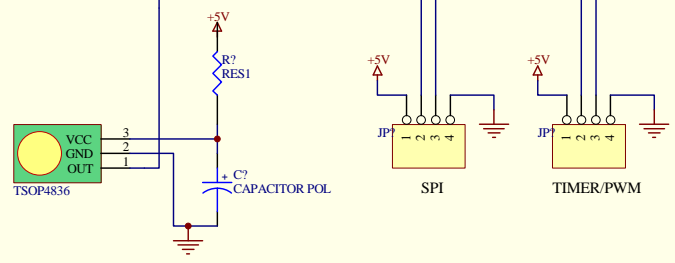 +5V
R?
RES1
VCC 3
GND 2
OUT 1
TSOP4836
+
C?
CAPACITOR POL
+5V
JP?
1 2 3 4
SPI
+5V
JP?
1 2 3 4
TIMER/PWM